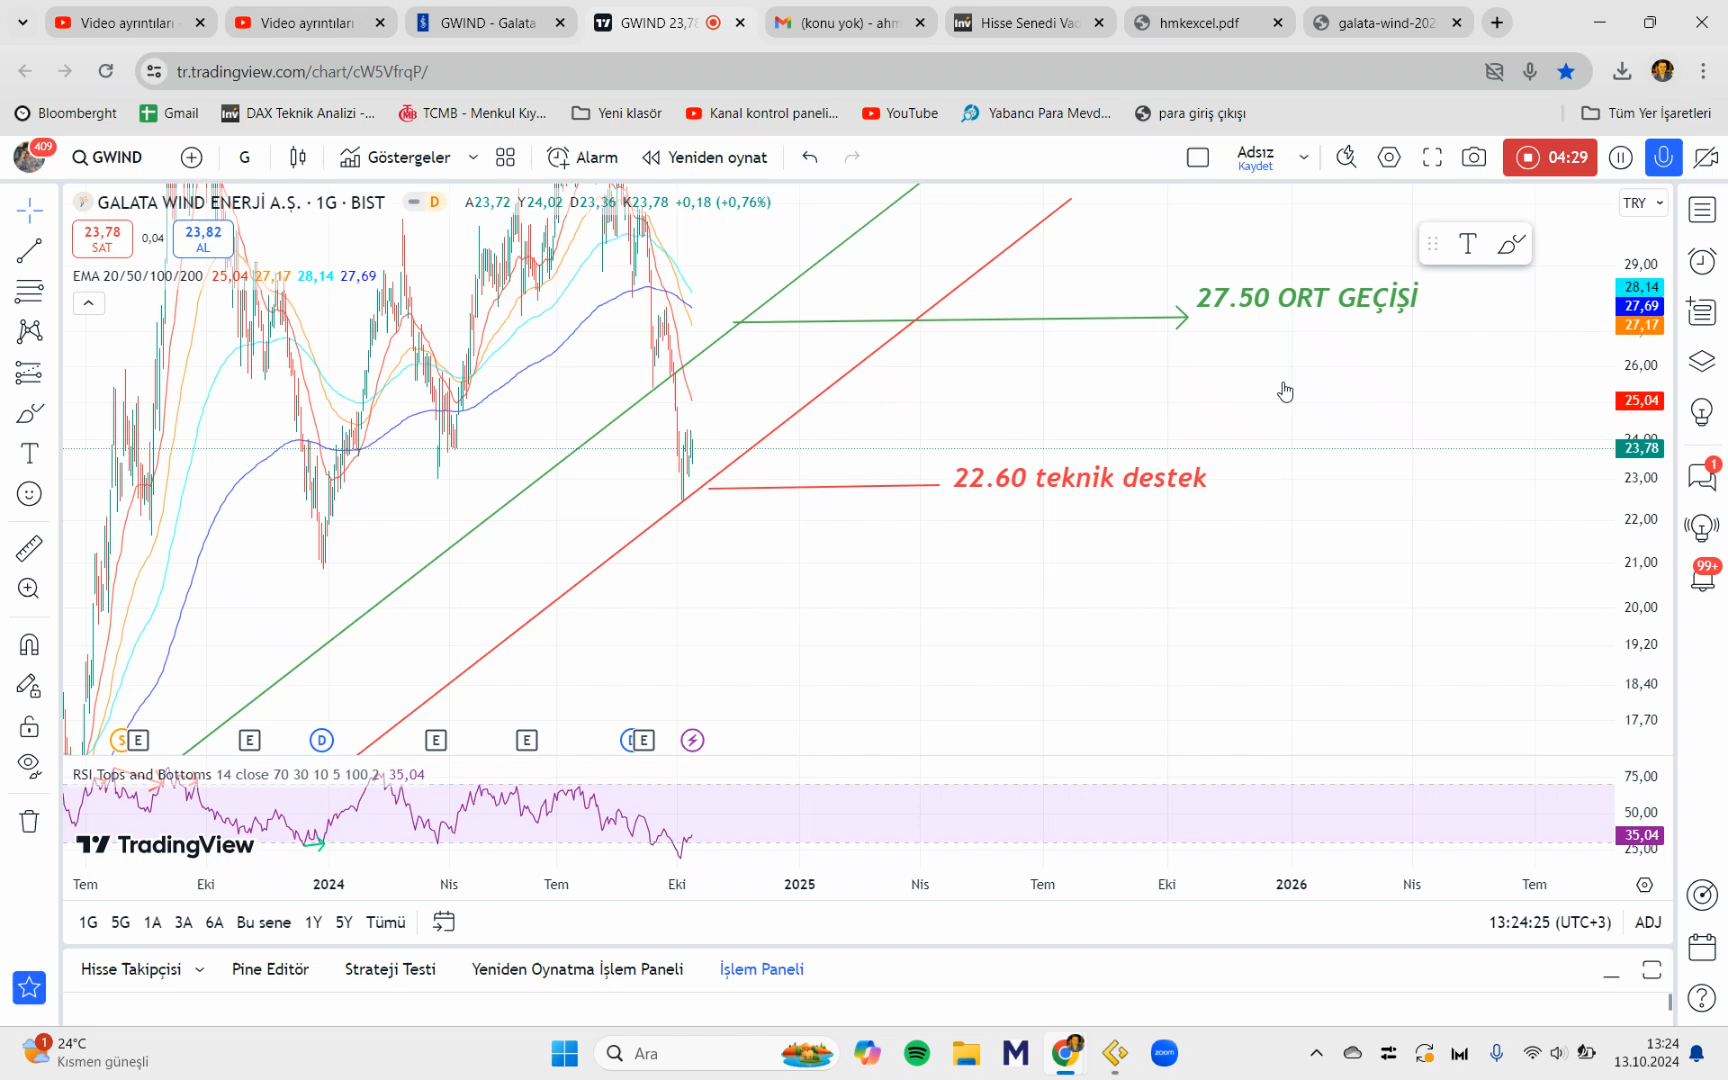 Video ayrıntıları
Video ayrıntıları
GWIND - Galata
GWIND 23,78
(konu yok) - ahm
Hisse Senedi Vad
hmkexcel.pdf
galata-wind-202
tr.tradingview.com/chart/cW5VfrqP/
Bloomberght
Gmail
DAX Teknik Analizi -...
TCMB - Menkul Kıy...
Yeni klasör
Kanal kontrol paneli...
YouTube
Yabancı Para Mevd...
para giriş çıkışı
Tüm Yer İşaretleri
409
GWIND
G
Göstergeler
Alarm
Yeniden oynat
Adsız
Kaydet
04:29
GALATA WIND ENERJİ A.Ş. · 1G · BIST
D
A23,72 Y24,02 D23,36 K23,78 +0,18 (+0,76%)
TRY
23,78
SAT
0,04
23,82
AL
EMA 20/50/100/200 25,04 27,17 28,14 27,69
27.50 ORT GEÇİŞİ
22.60 teknik destek
29,00
28,14
27,69
27,17
26,00
25,04
24,00
23,78
23,00
22,00
21,00
20,00
19,20
18,40
17,70
S E E D E E E
RSI Tops and Bottoms 14 close 70 30 10 5 100 2 35,04
75,00
50,00
35,04
25,00
TradingView
Tem Eki 2024 Nis Tem Eki 2025 Nis Tem Eki 2026 Nis Tem
1G 5G 1A 3A 6A Bu sene 1Y 5Y Tümü
13:24:25 (UTC+3)
ADJ
Hisse Takipçisi
Pine Editör
Strateji Testi
Yeniden Oynatma İşlem Paneli
İşlem Paneli
1
99+
1
24°C
Kısmen güneşli
Ara
zoom
13:24
13.10.2024